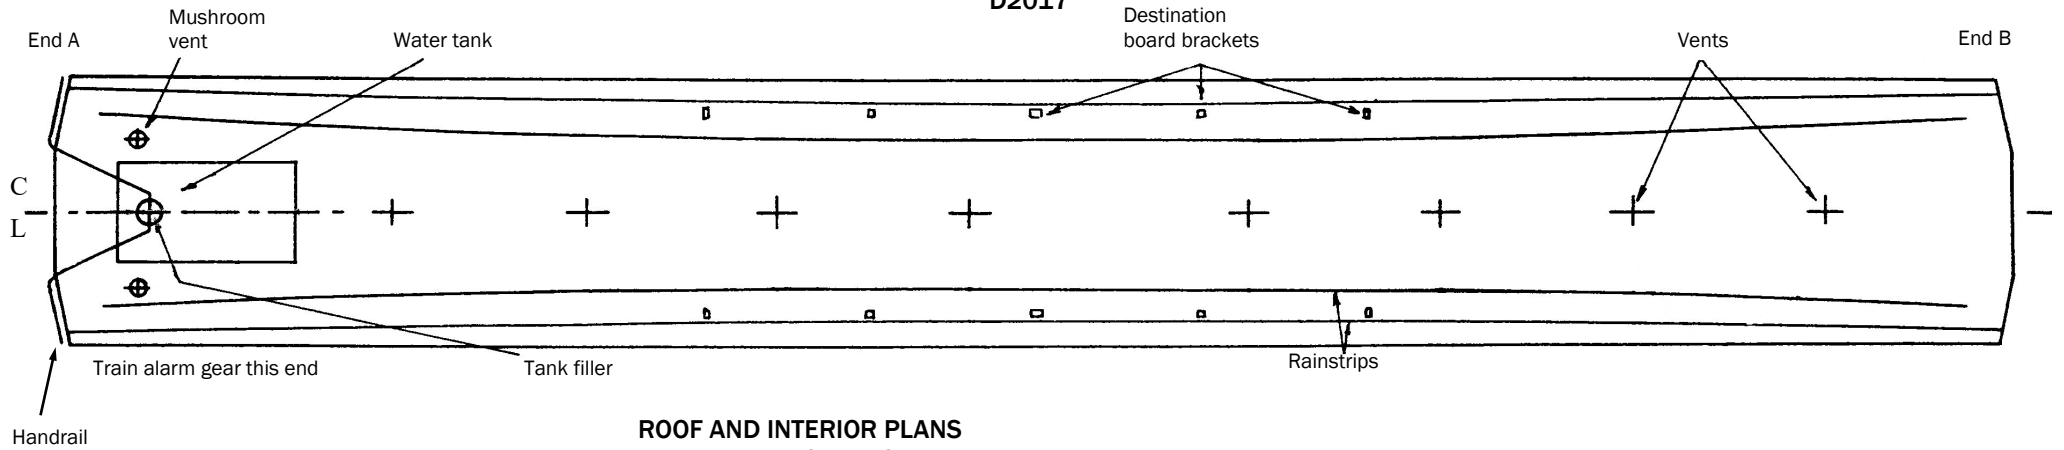 D2017
Mushroom
vent
Destination
board brackets
End A
Water tank
Vents
End B
C
L
Train alarm gear this end
Tank filler
Rainstrips
Handrail
ROOF AND INTERIOR PLANS